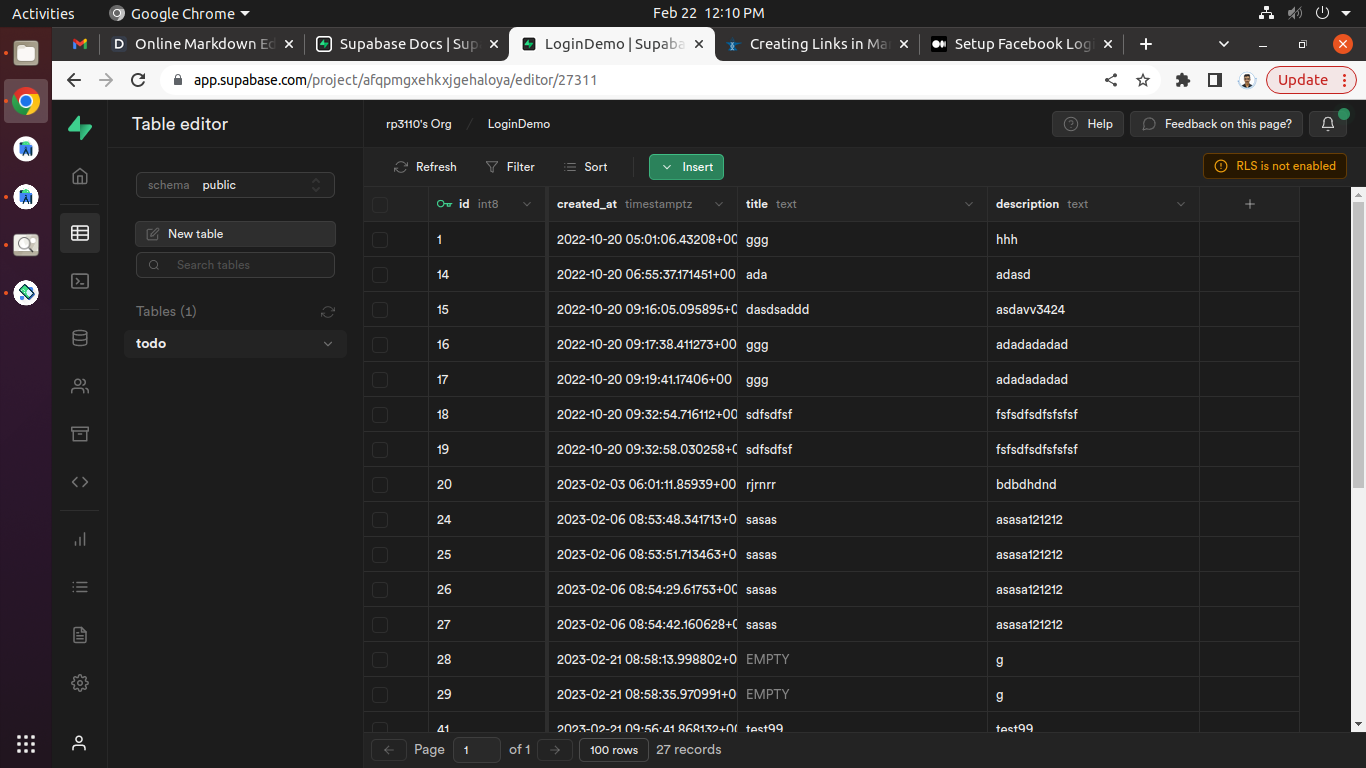 Activities Google Chrome Feb 22 12:10 PM
Online Markdown Ed Supabase Docs | Sup LoginDemo | Supaba Creating Links in Ma Setup Facebook Logi
app.supabase.com/project/afqpmgxehkxjgehaloya/editor/27311 Update
Table editor rp3110's Org / LoginDemo Help Feedback on this page?
Refresh Filter Sort Insert RLS is not enabled
schema public
New table
Search tables
Tables (1)
todo
id int8 created_at timestamptz title text description text
1 2022-10-20 05:01:06.43208+00 ggg hhh
14 2022-10-20 06:55:37.171451+00 ada adasd
15 2022-10-20 09:16:05.095895+0 dasdsaddd asdavv3424
16 2022-10-20 09:17:38.411273+00 ggg adadadadad
17 2022-10-20 09:19:41.17406+00 ggg adadadadad
18 2022-10-20 09:32:54.716112+00 sdfsdfsf fsfsdfsdfsfsfsf
19 2022-10-20 09:32:58.030258+0 sdfsdfsf fsfsdfsdfsfsfsf
20 2023-02-03 06:01:11.85939+00 rjrnrr bdbdhdnd
24 2023-02-06 08:53:48.341713+0 sasas asasa121212
25 2023-02-06 08:53:51.713463+0 sasas asasa121212
26 2023-02-06 08:54:29.61753+00 sasas asasa121212
27 2023-02-06 08:54:42.160628+0 sasas asasa121212
28 2023-02-21 08:58:13.998802+0 EMPTY g
29 2023-02-21 08:58:35.970991+0 EMPTY g
41 2023-02-21 09:56:41.868132+00 test99 test99
Page 1 of 1 100 rows 27 records